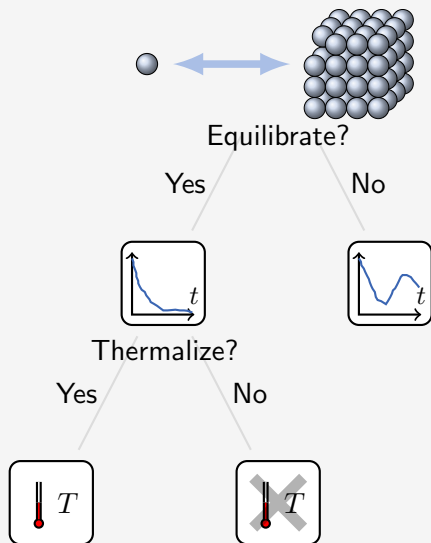 Equilibrate?
Yes
No
t
t
Thermalize?
Yes
No
T
T